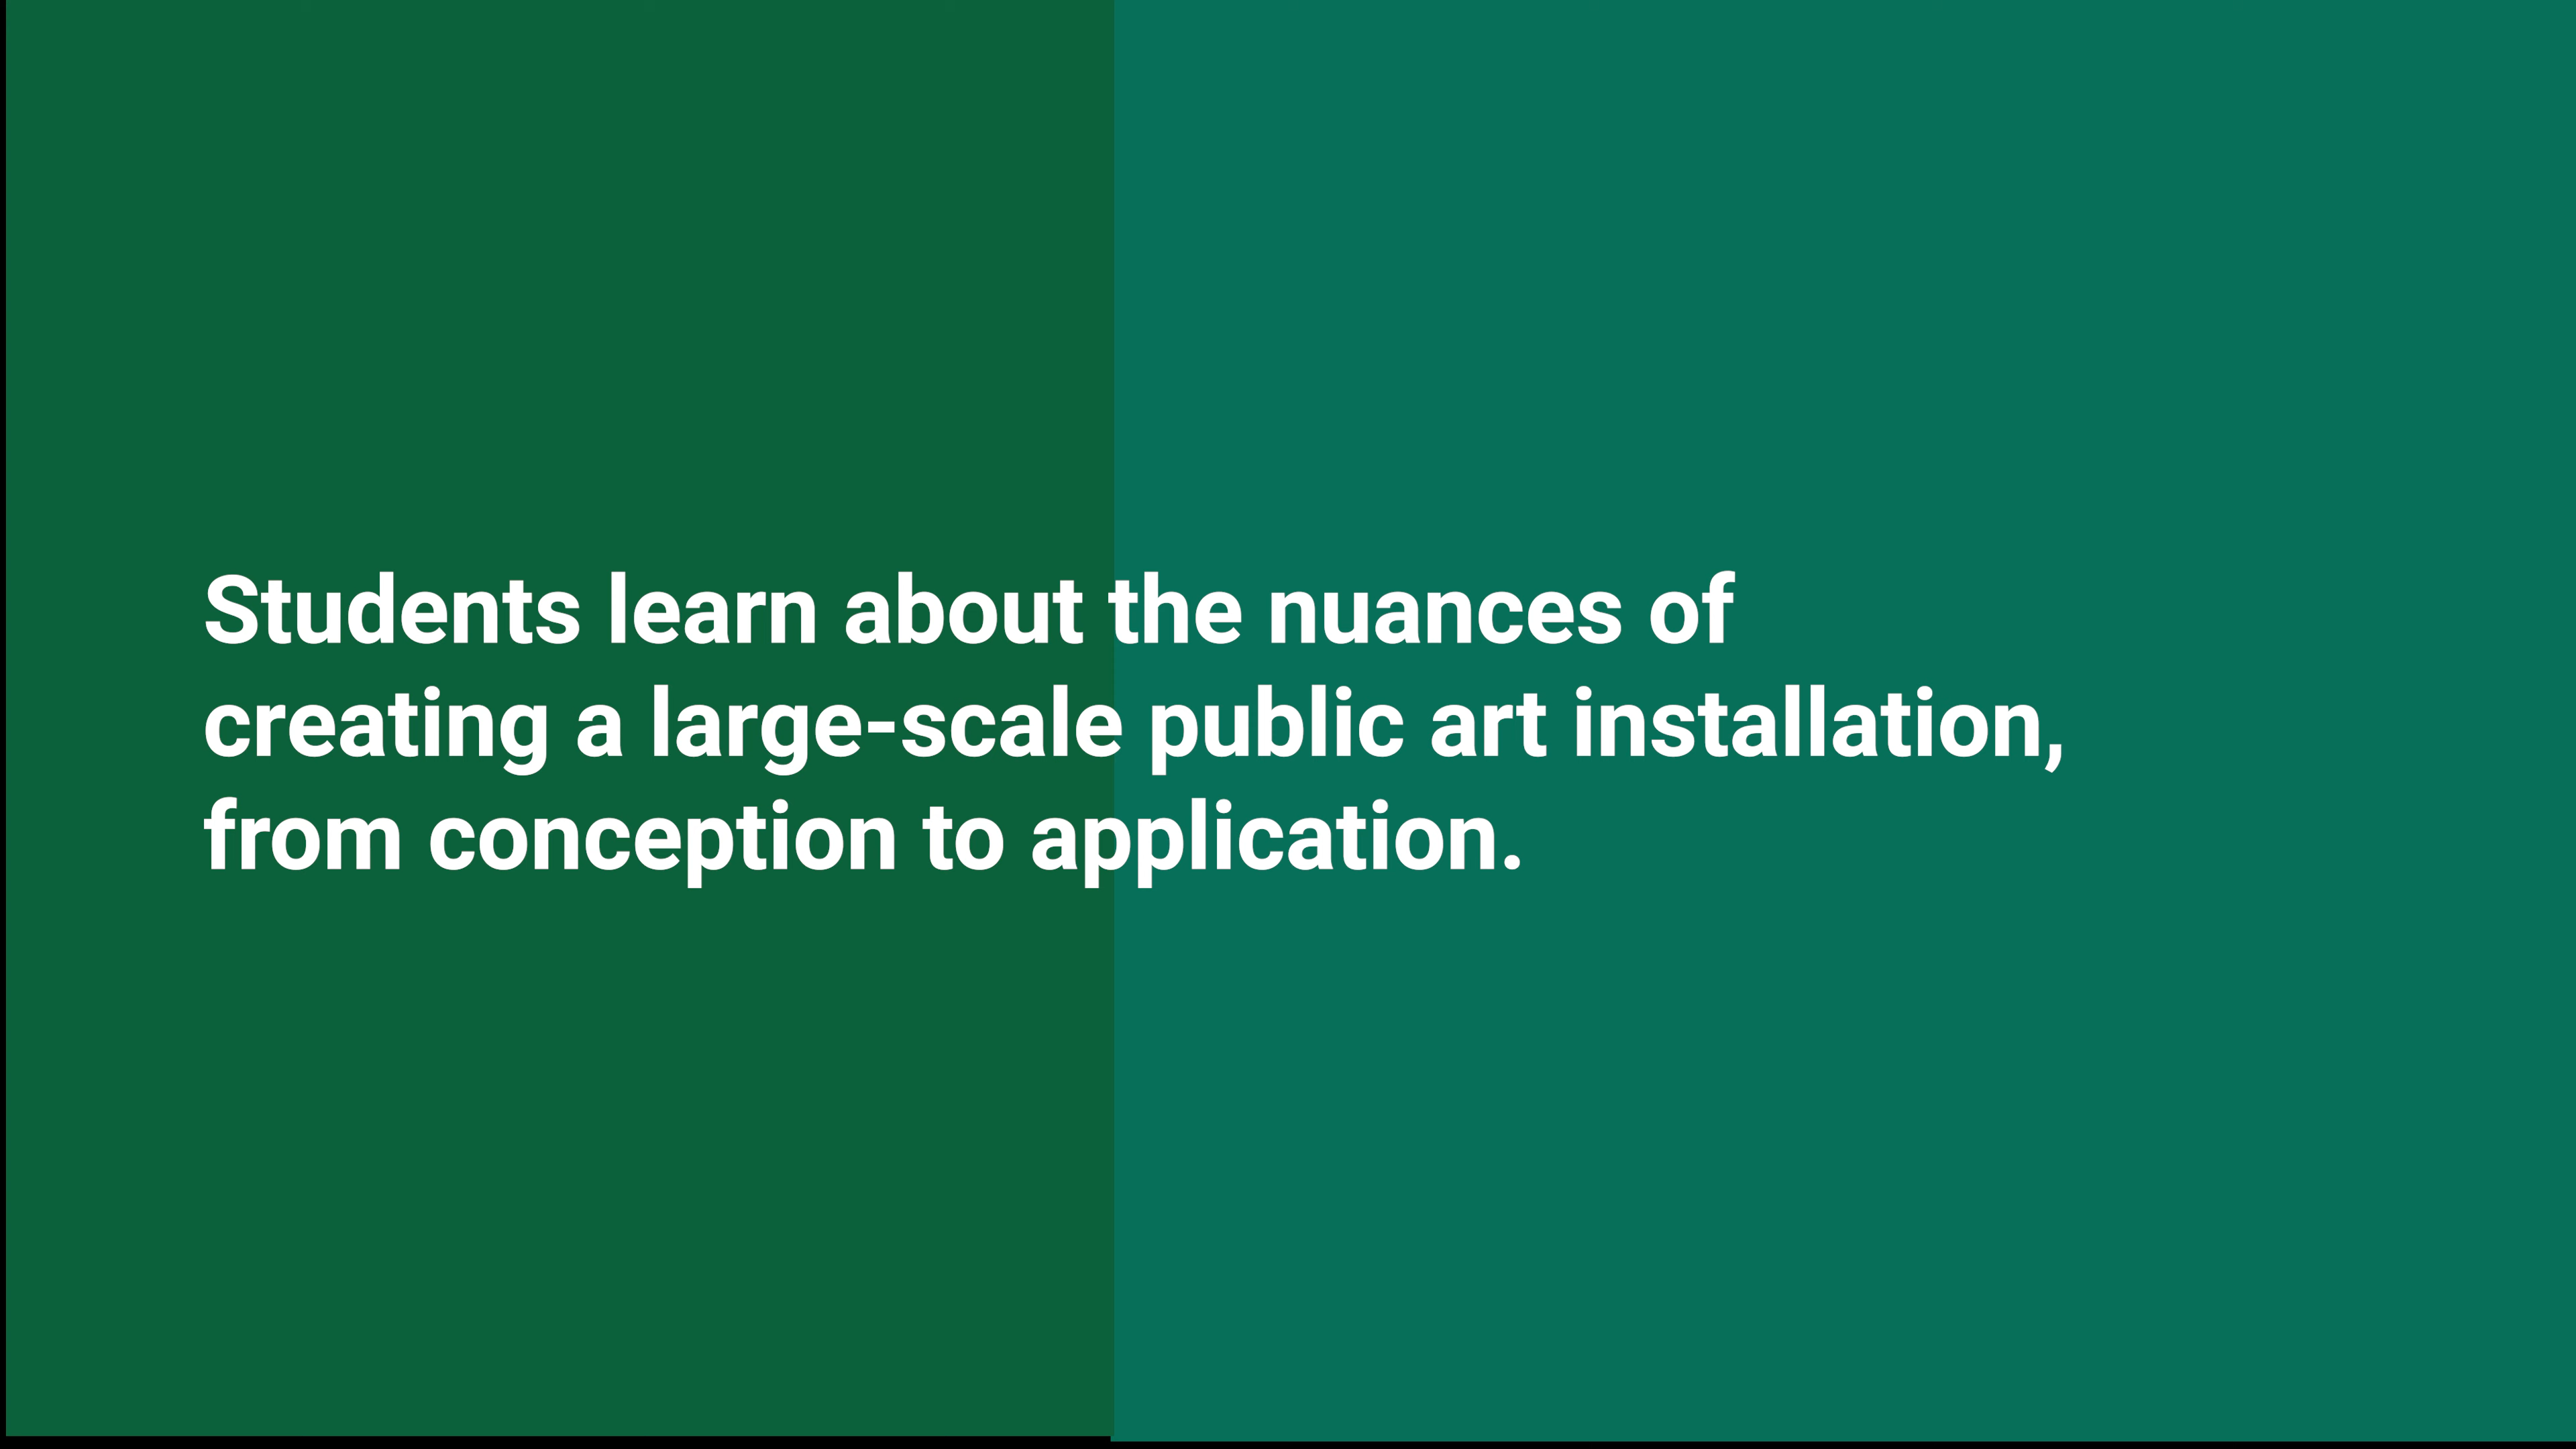 Students learn about the nuances of
creating a large-scale public art installation,
from conception to application.